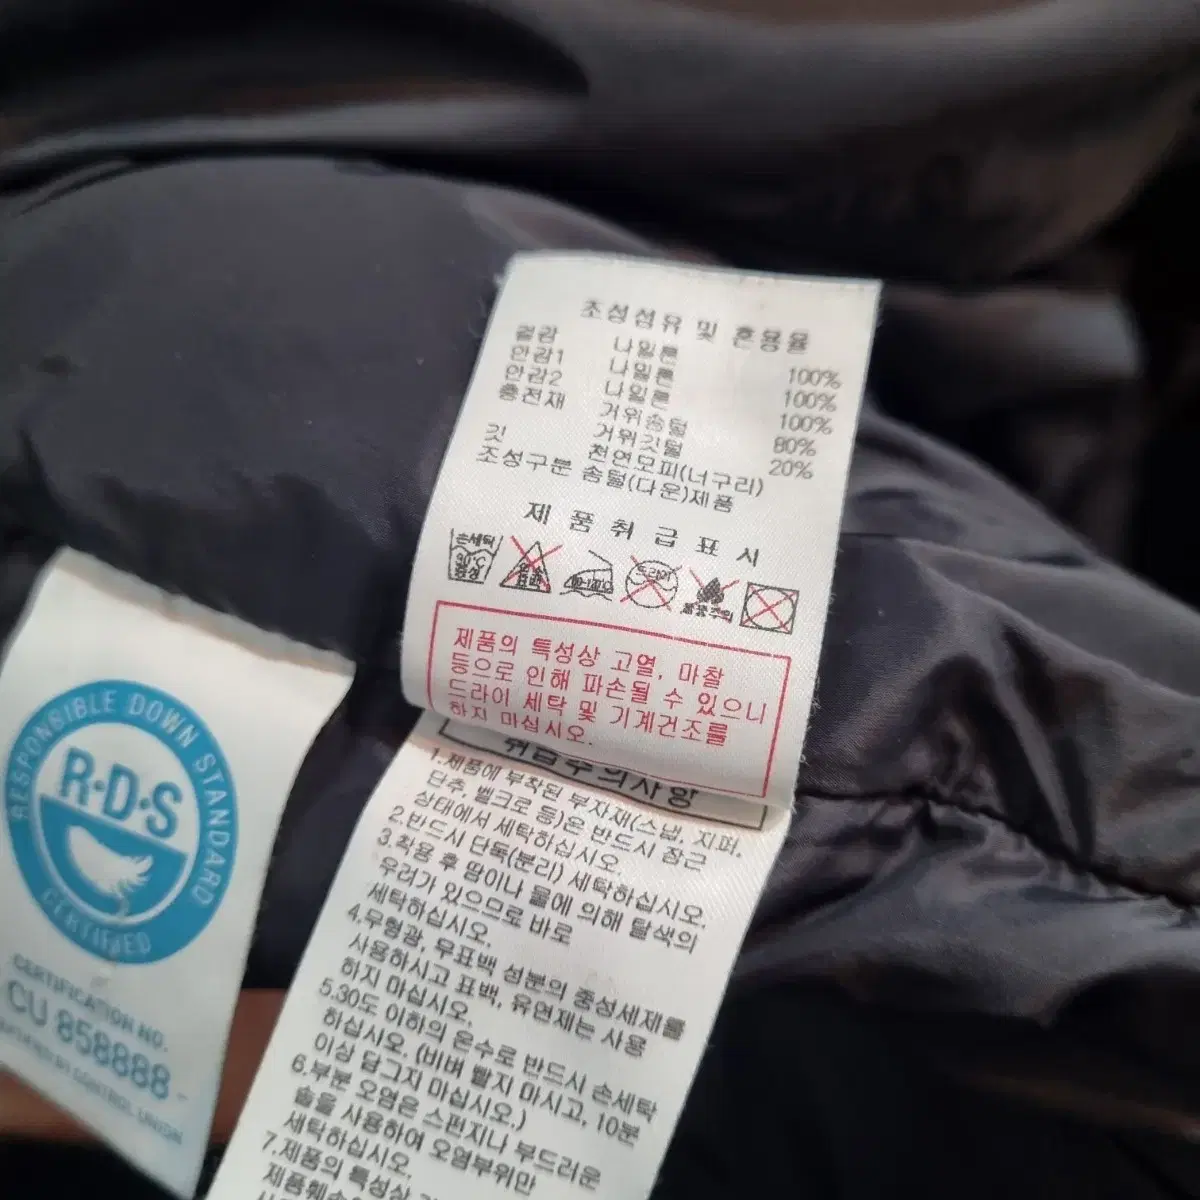 조성섬유 및 혼용율
겉감 나일론 100%
안감1 나일론 100%
안감2 나일론 100%
충전재 거위솜털 80%
거위깃털 20%
깃 천연모피(너구리)
조성구분 솜털(다운)제품
제 품 취 급 표 시
손세탁
30℃
중성
표백
드라이
제품의 특성상 고열, 마찰
등으로 인해 파손될 수 있으니
드라이 세탁 및 기계건조를
하지 마십시오.
취급주의사항
1.제품에 부착된 부자재(스냅, 지퍼,
단추, 벨크로 등)은 반드시 잠근
상태에서 세탁하십시오.
2.반드시 단독(분리) 세탁하십시오.
3.착용 후 땀이나 물에 의해 탈색의
우려가 있으므로 바로
세탁하십시오.
4.무형광, 무표백 성분의 중성세제를
사용하시고 표백, 유연제는 사용
하지 마십시오.
5.30도 이하의 온수로 반드시 손세탁
하십시오. (비벼 빨지 마시고, 10분
이상 담그지 마십시오.)
6.부분 오염은 스펀지나 부드러운
솔을 사용하여 오염부위만
세탁하십시오.
7.제품의 특성상
RESPONSIBLE DOWN STANDARD
R·D·S
CERTIFIED
CERTIFICATION NO.
CU 858888
CERTIFIED BY CONTROL UNION